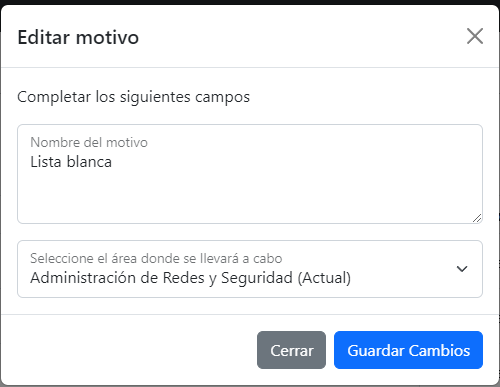 Editar motivo
Completar los siguientes campos
Nombre del motivo
Lista blanca
Seleccione el área donde se llevará a cabo
Administración de Redes y Seguridad (Actual)
Cerrar
Guardar Cambios